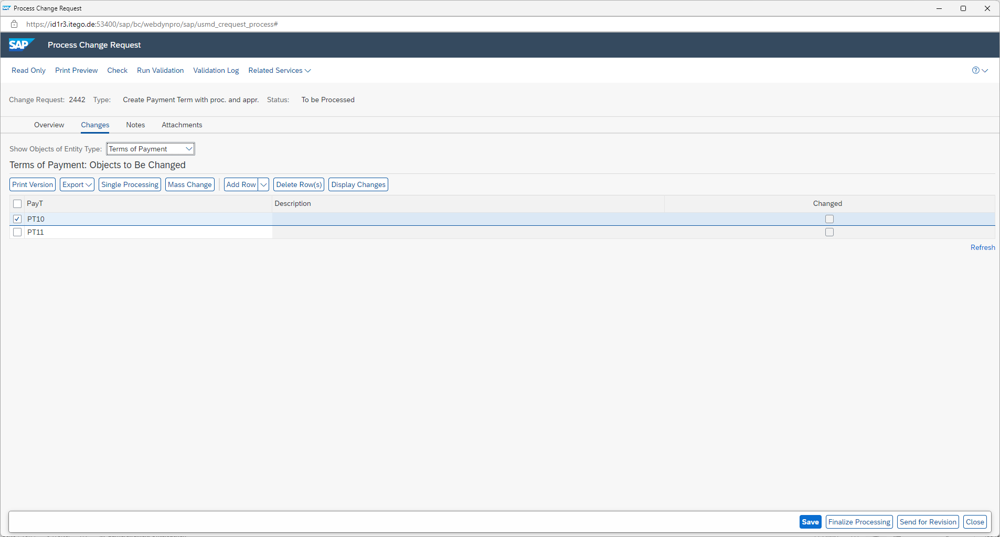 Process Change Request
https://id1r3.itego.de:53400/sap/bc/webdynpro/sap/usmd_crequest_process#
SAP Process Change Request
Read Only Print Preview Check Run Validation Validation Log Related Services
Change Request: 2442 Type: Create Payment Term with proc. and appr. Status: To be Processed
Overview Changes Notes Attachments
Show Objects of Entity Type: Terms of Payment
Terms of Payment: Objects to Be Changed
Print Version Export Single Processing Mass Change Add Row Delete Row(s) Display Changes
PayT Description Changed
PT10
PT11
Refresh
Save Finalize Processing Send for Revision Close